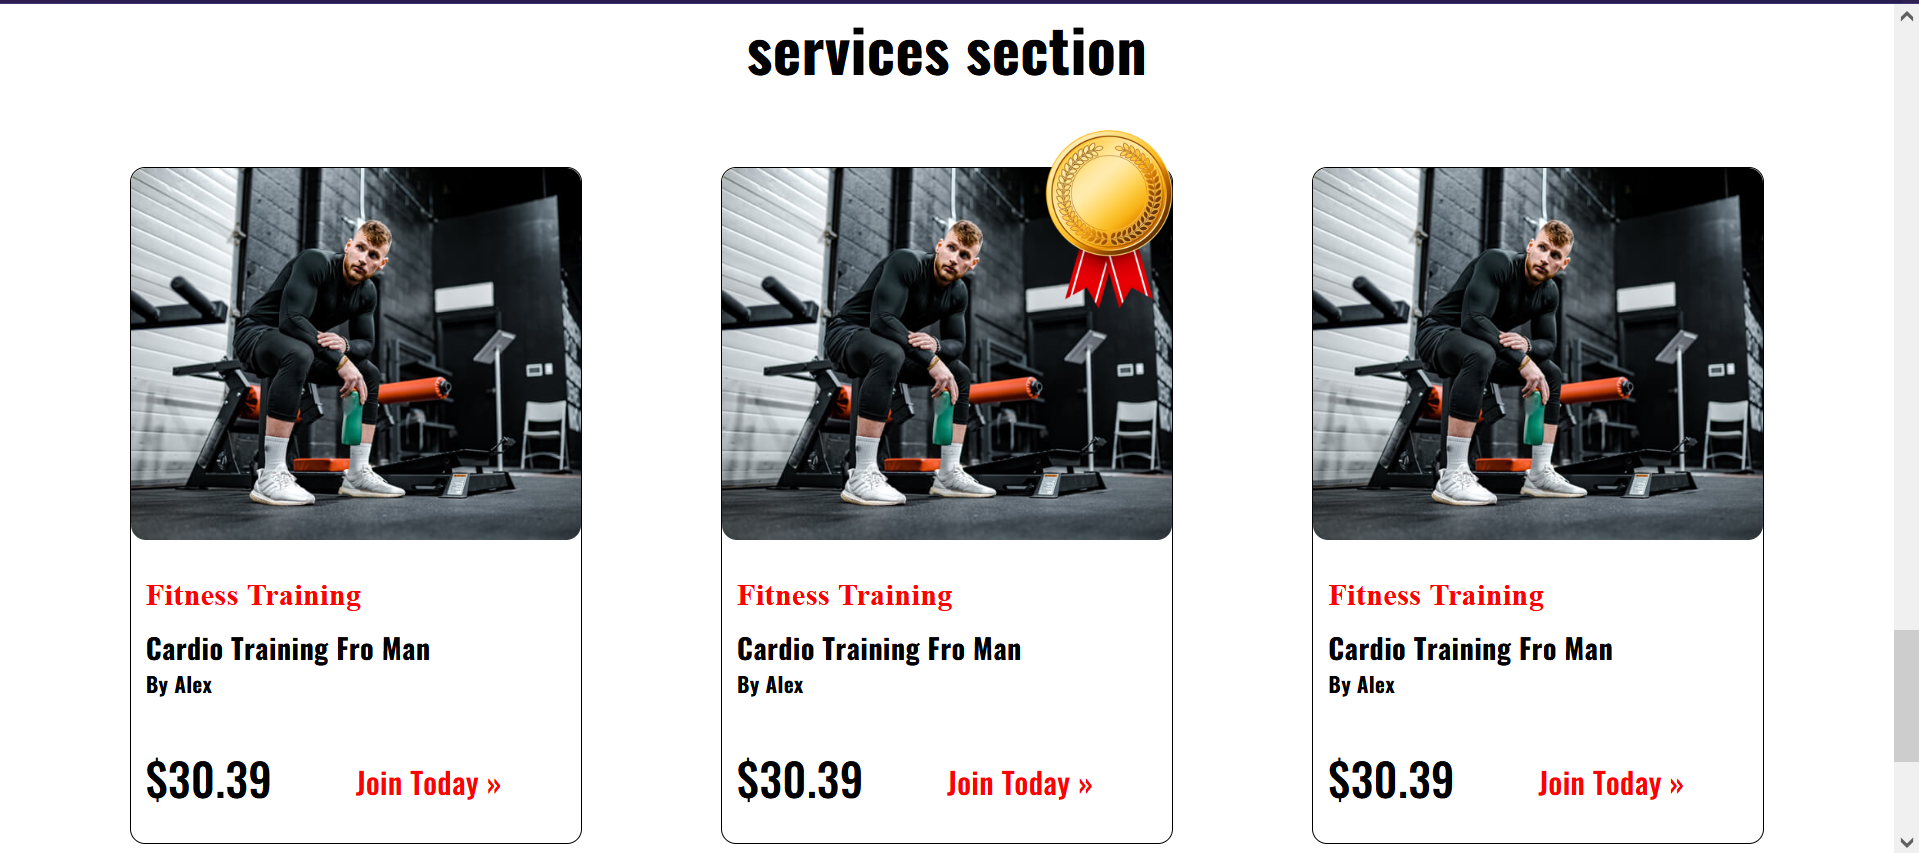 services section
Fitness Training
Cardio Training Fro Man
By Alex
$30.39 Join Today »
Fitness Training
Cardio Training Fro Man
By Alex
$30.39 Join Today »
Fitness Training
Cardio Training Fro Man
By Alex
$30.39 Join Today »